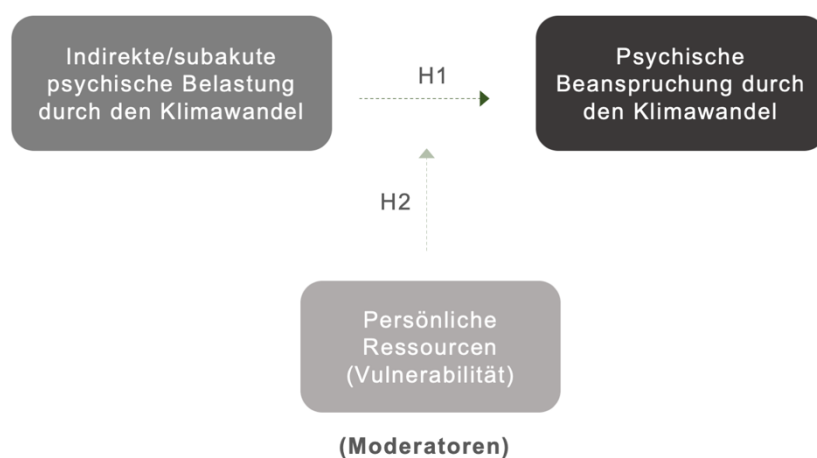 Indirekte/subakute
psychische Belastung
durch den Klimawandel
H1
Psychische
Beanspruchung durch
den Klimawandel
H2
Persönliche
Ressourcen
(Vulnerabilität)
(Moderatoren)